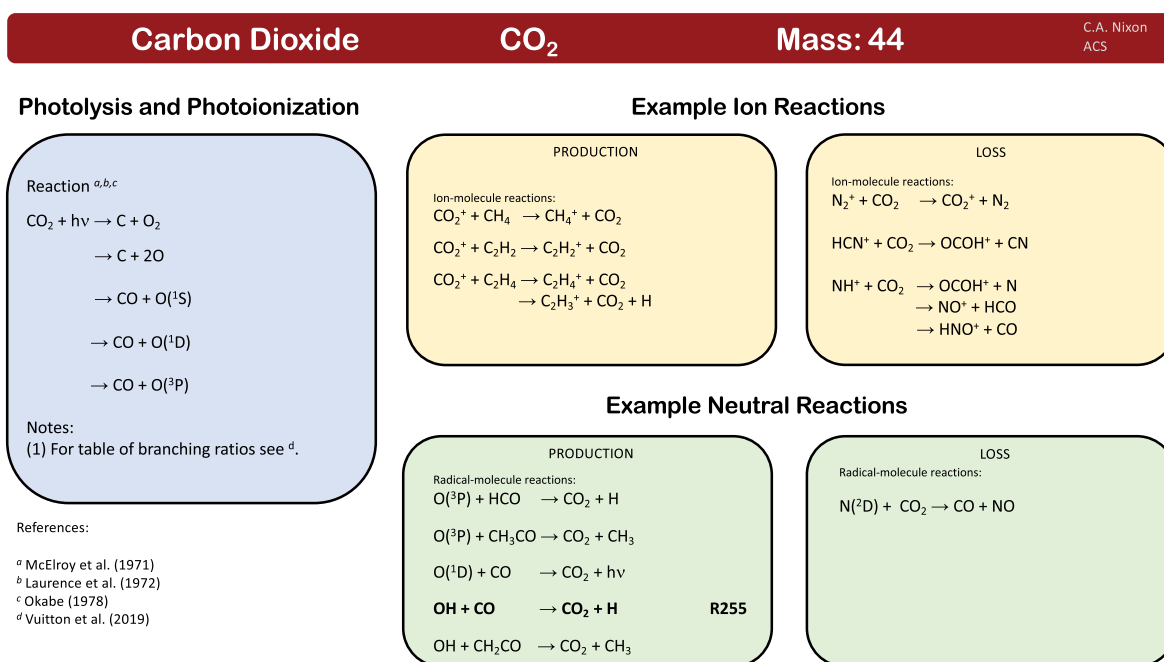 Carbon Dioxide CO₂ Mass: 44
C.A. Nixon
ACS
Photolysis and Photoionization
Reaction ᵃ,ᵇ,ᶜ
CO₂ + hν → C + O₂
→ C + 2O
→ CO + O(¹S)
→ CO + O(¹D)
→ CO + O(³P)
Notes:
(1) For table of branching ratios see ᵈ.
References:
ᵃ McElroy et al. (1971)
ᵇ Laurence et al. (1972)
ᶜ Okabe (1978)
ᵈ Vuitton et al. (2019)
Example Ion Reactions
PRODUCTION
Ion-molecule reactions:
CO₂⁺ + CH₄ → CH₄⁺ + CO₂
CO₂⁺ + C₂H₂ → C₂H₂⁺ + CO₂
CO₂⁺ + C₂H₄ → C₂H₄⁺ + CO₂
→ C₂H₃⁺ + CO₂ + H
LOSS
Ion-molecule reactions:
N₂⁺ + CO₂ → CO₂⁺ + N₂
HCN⁺ + CO₂ → OCOH⁺ + CN
NH⁺ + CO₂ → OCOH⁺ + N
→ NO⁺ + HCO
→ HNO⁺ + CO
Example Neutral Reactions
PRODUCTION
Radical-molecule reactions:
O(³P) + HCO → CO₂ + H
O(³P) + CH₃CO → CO₂ + CH₃
O(¹D) + CO → CO₂ + hν
OH + CO → CO₂ + H R255
OH + CH₂CO → CO₂ + CH₃
LOSS
Radical-molecule reactions:
N(²D) + CO₂ → CO + NO